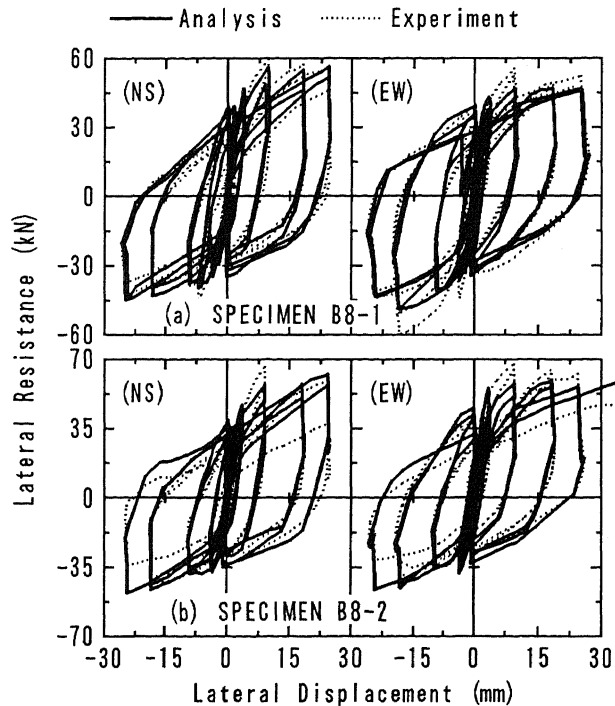 Analysis Experiment
60
30
0
-30
-60
(NS) (EW)
(a) SPECIMEN B8-1
70
35
0
-35
-70
(NS) (EW)
(b) SPECIMEN B8-2
-30 -15 0 15 30 -15 0 15 30
Lateral Resistance (kN)
Lateral Displacement (mm)